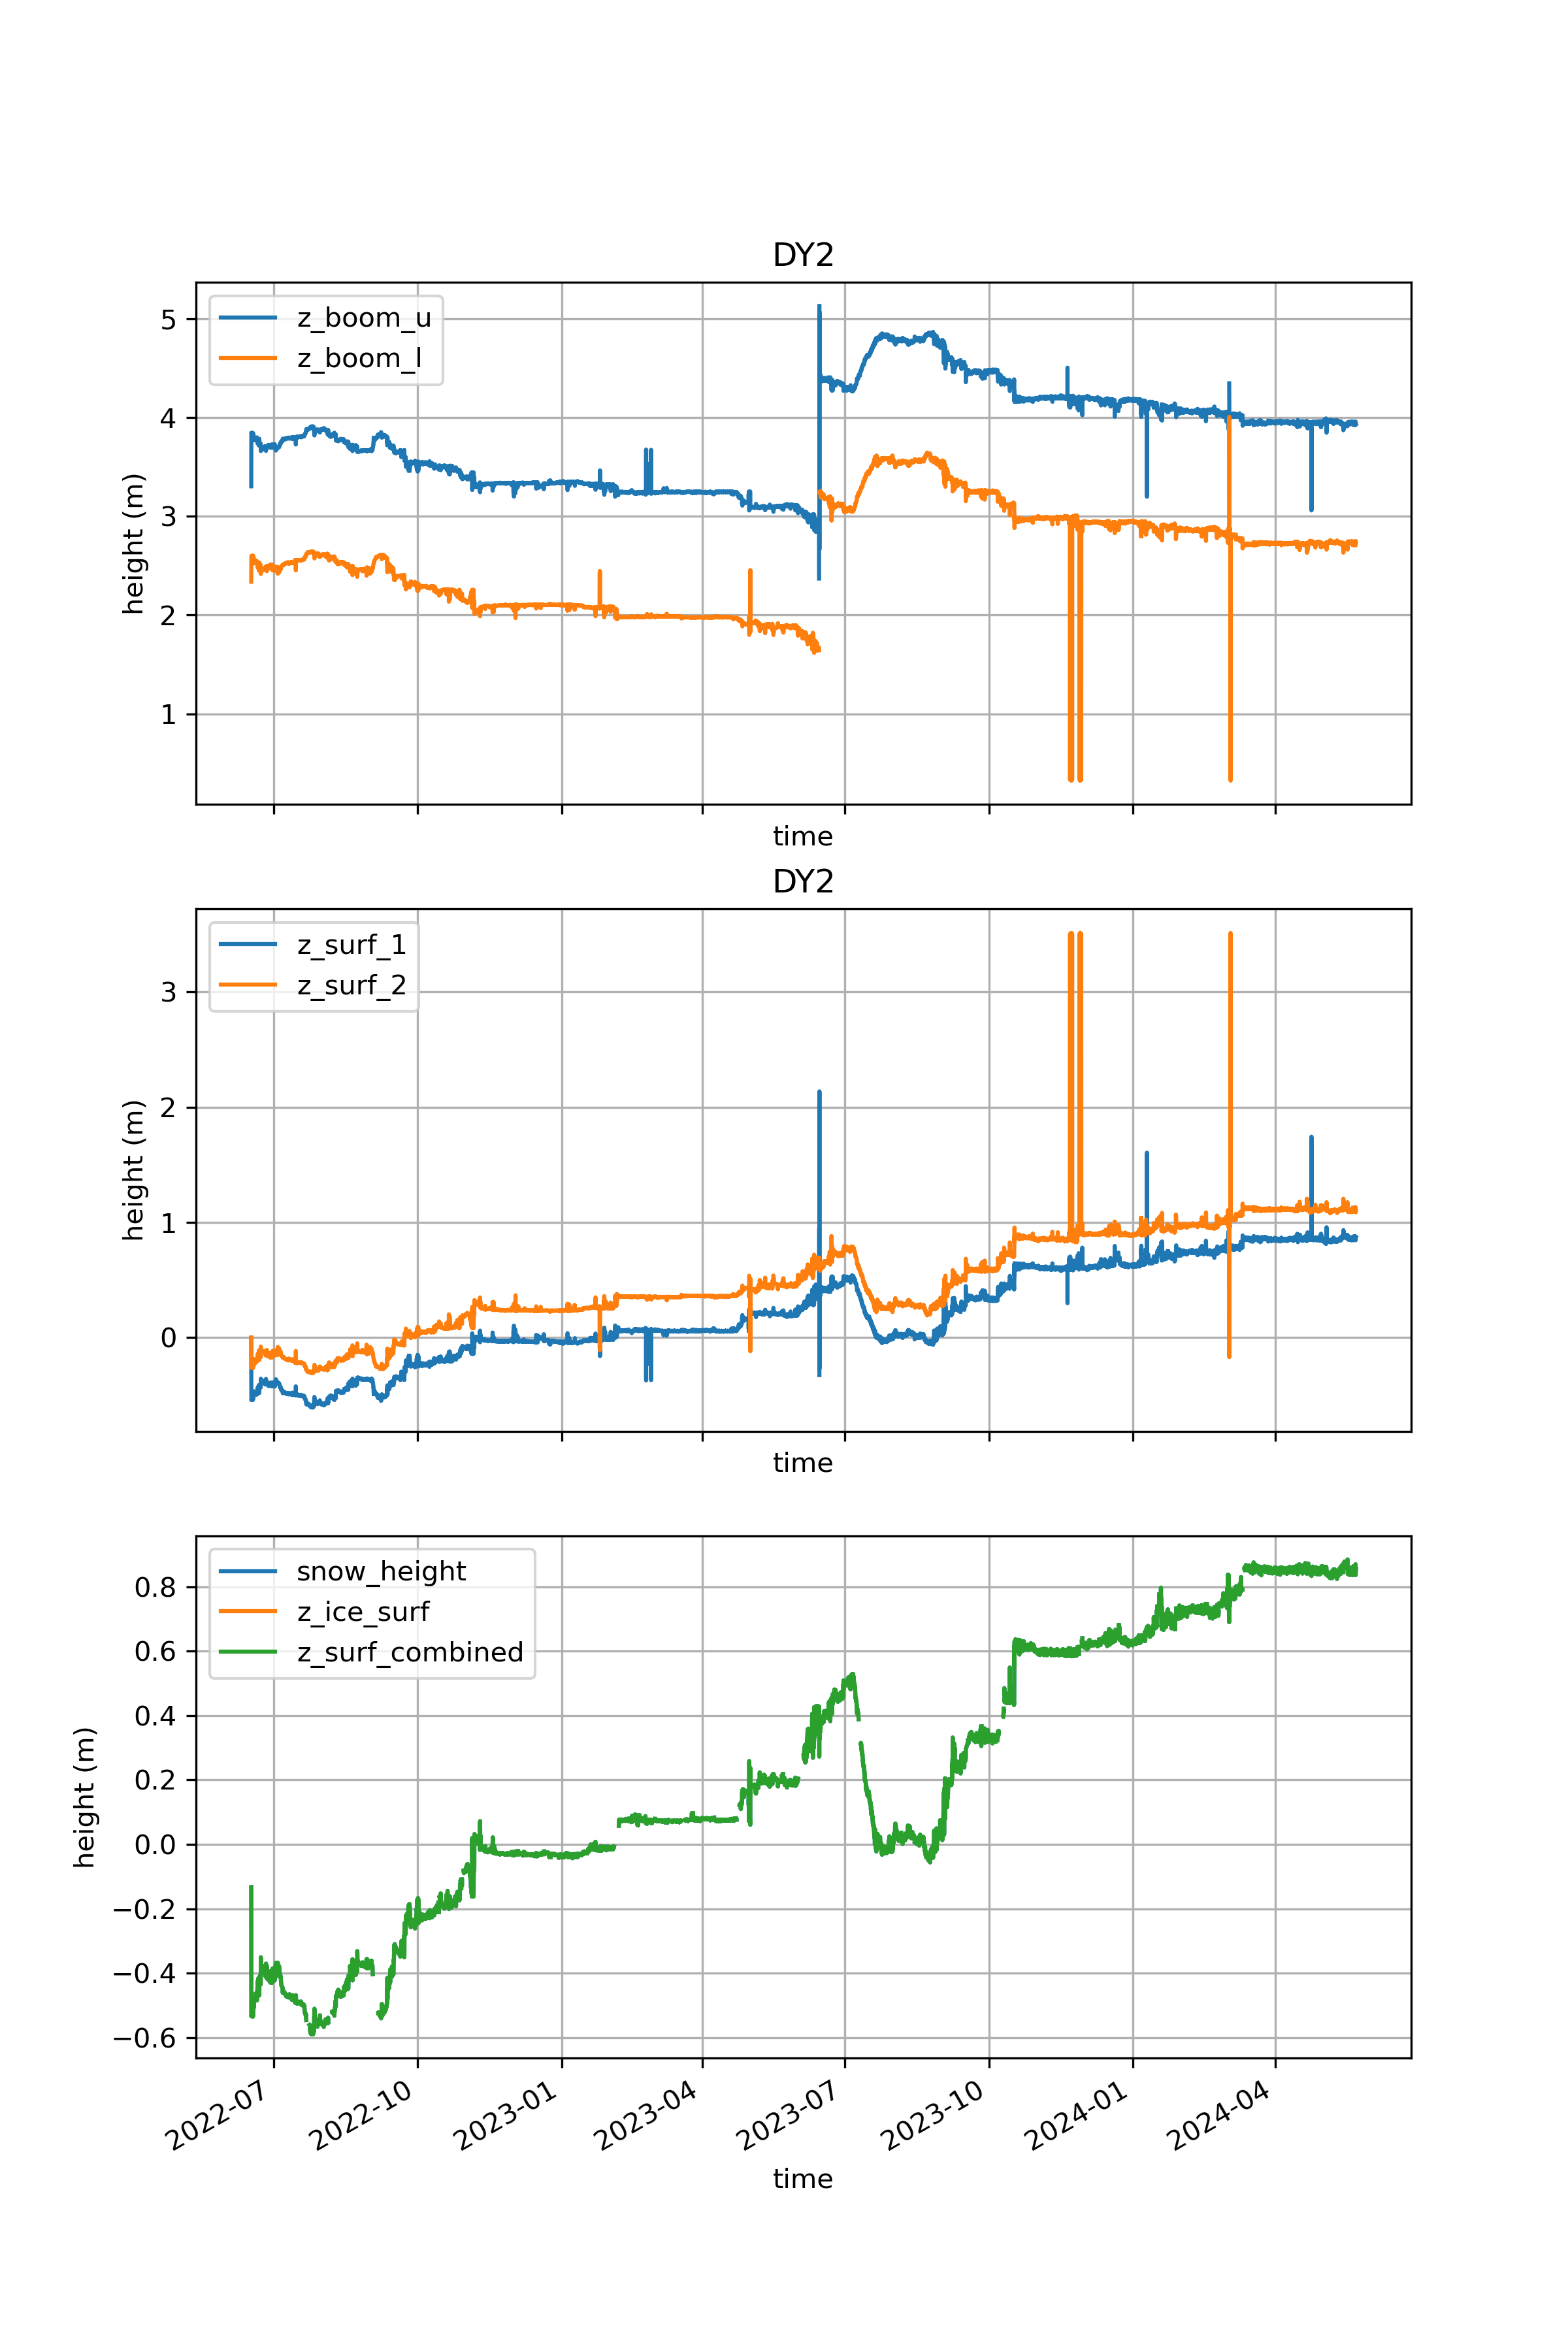 DY2
z_boom_u
z_boom_l
5
4
3
2
1
height (m)
time
DY2
z_surf_1
z_surf_2
3
2
1
0
height (m)
time
snow_height
z_ice_surf
z_surf_combined
0.8
0.6
0.4
0.2
0.0
−0.2
−0.4
−0.6
height (m)
2022-07
2022-10
2023-01
2023-04
2023-07
2023-10
2024-01
2024-04
time